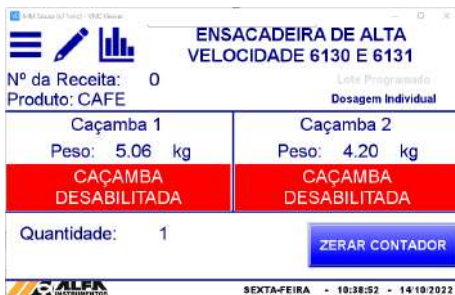 ENSACADEIRA DE ALTA
VELOCIDADE 6130 E 6131
Nº da Receita: 0
Lote Programado
Produto: CAFE
Dosagem Individual
Caçamba 1
Peso: 5.06 kg
CAÇAMBA
DESABILITADA
Caçamba 2
Peso: 4.20 kg
CAÇAMBA
DESABILITADA
Quantidade: 1
ZERAR CONTADOR
ALFA
INSTRUMENTOS
SEXTA-FEIRA - 10:38:52 - 14/10/2022